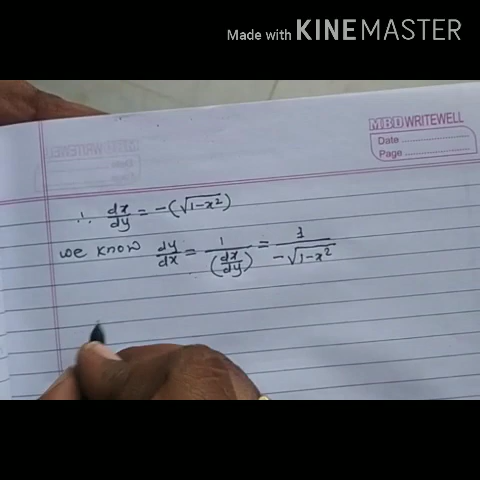 Made with KINEMASTER
MBD WRITEWELL
Date ....................
Page ....................
∴ dx/dy = -(√1-x²)
we know dy/dx = 1/(dx/dy) = 1/-√1-x²